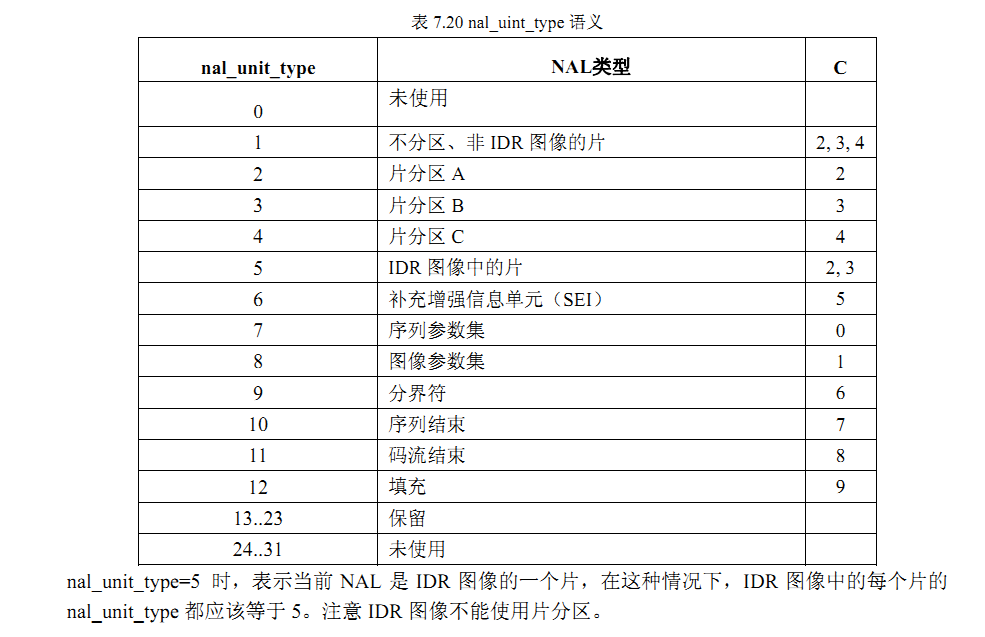 表 7.20 nal_uint_type 语义
nal_unit_type NAL类型 C
0 未使用
1 不分区、非 IDR 图像的片 2, 3, 4
2 片分区 A 2
3 片分区 B 3
4 片分区 C 4
5 IDR 图像中的片 2, 3
6 补充增强信息单元（SEI） 5
7 序列参数集 0
8 图像参数集 1
9 分界符 6
10 序列结束 7
11 码流结束 8
12 填充 9
13..23 保留
24..31 未使用
nal_unit_type=5 时，表示当前 NAL 是 IDR 图像的一个片，在这种情况下，IDR 图像中的每个片的
nal_unit_type 都应该等于 5。注意 IDR 图像不能使用片分区。